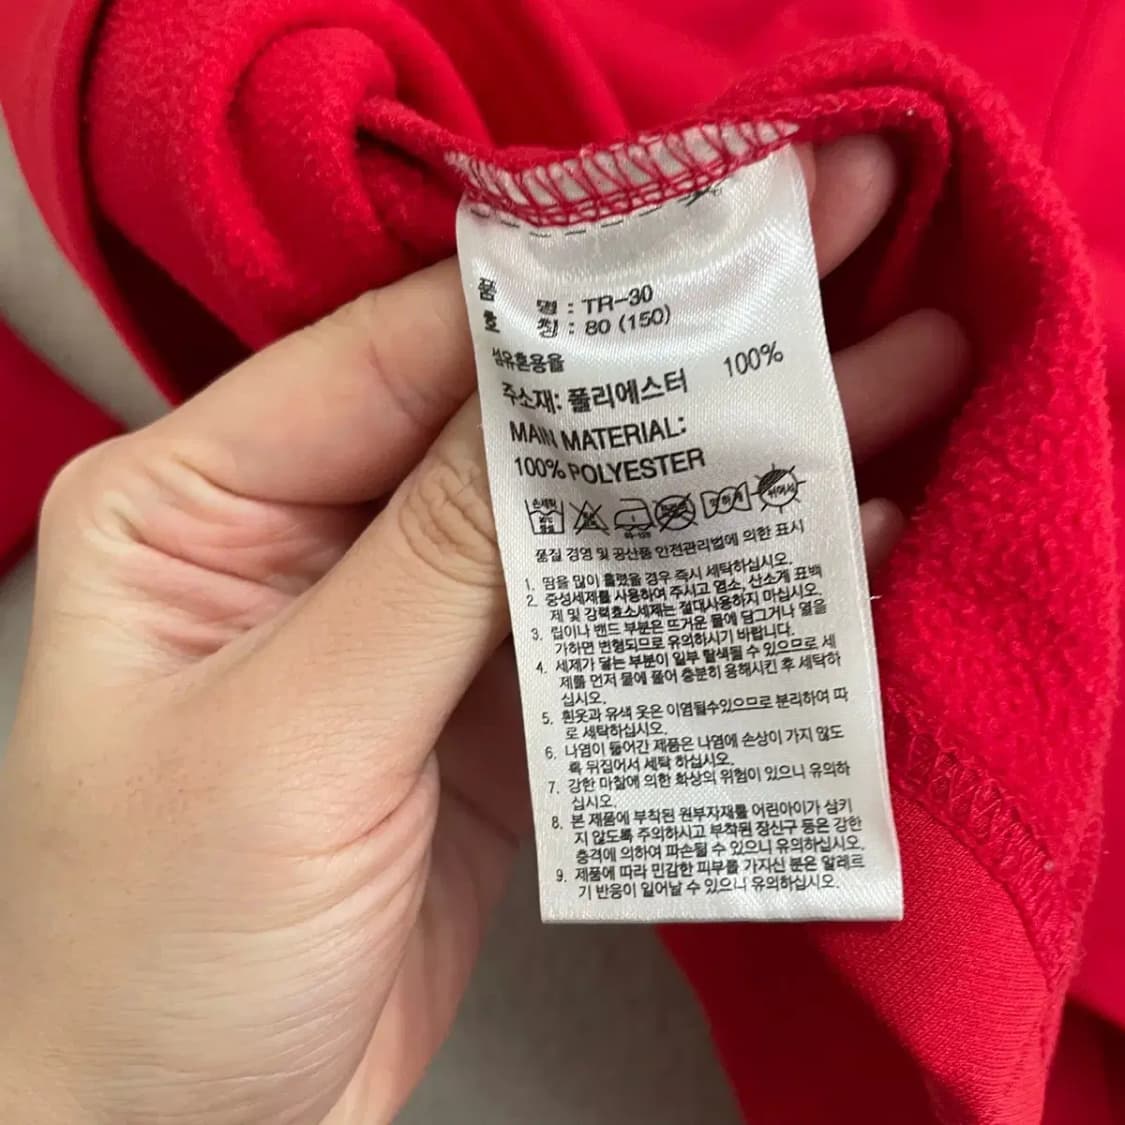 품 명 : TR-30
호 칭 : 80 (150)
섬유혼용율
주소재: 폴리에스터 100%
MAIN MATERIAL:
100% POLYESTER
손세탁
약하게
뉘어서
품질 경영 및 공산품 안전관리법에 의한 표시
1. 땀을 많이 흘렸을 경우 즉시 세탁하십시오.
2. 중성세제를 사용하여 주시고 염소, 산소계 표백
제 및 강력효소세제는 절대사용하지 마십시오.
3. 립이나 밴드 부분은 뜨거운 물에 담그거나 열을
가하면 변형되므로 유의하시기 바랍니다.
4. 세제가 닿는 부분이 일부 탈색될 수 있으므로 세
제를 먼저 물에 풀어 충분히 용해시킨 후 세탁하
십시오.
5. 흰옷과 유색 옷은 이염될수있으므로 분리하여 따
로 세탁하십시오.
6. 나염이 들어간 제품은 나염에 손상이 가지 않도
록 뒤집어서 세탁 하십시오.
7. 강한 마찰에 의한 화상의 위험이 있으니 유의하
십시오.
8. 본 제품에 부착된 원부자재를 어린아이가 삼키
지 않도록 주의하시고 부착된 장신구 등은 강한
충격에 의하여 파손될 수 있으니 유의하십시오.
9. 제품에 따라 민감한 피부를 가지신 분은 알레르
기 반응이 일어날 수 있으니 유의하십시오.